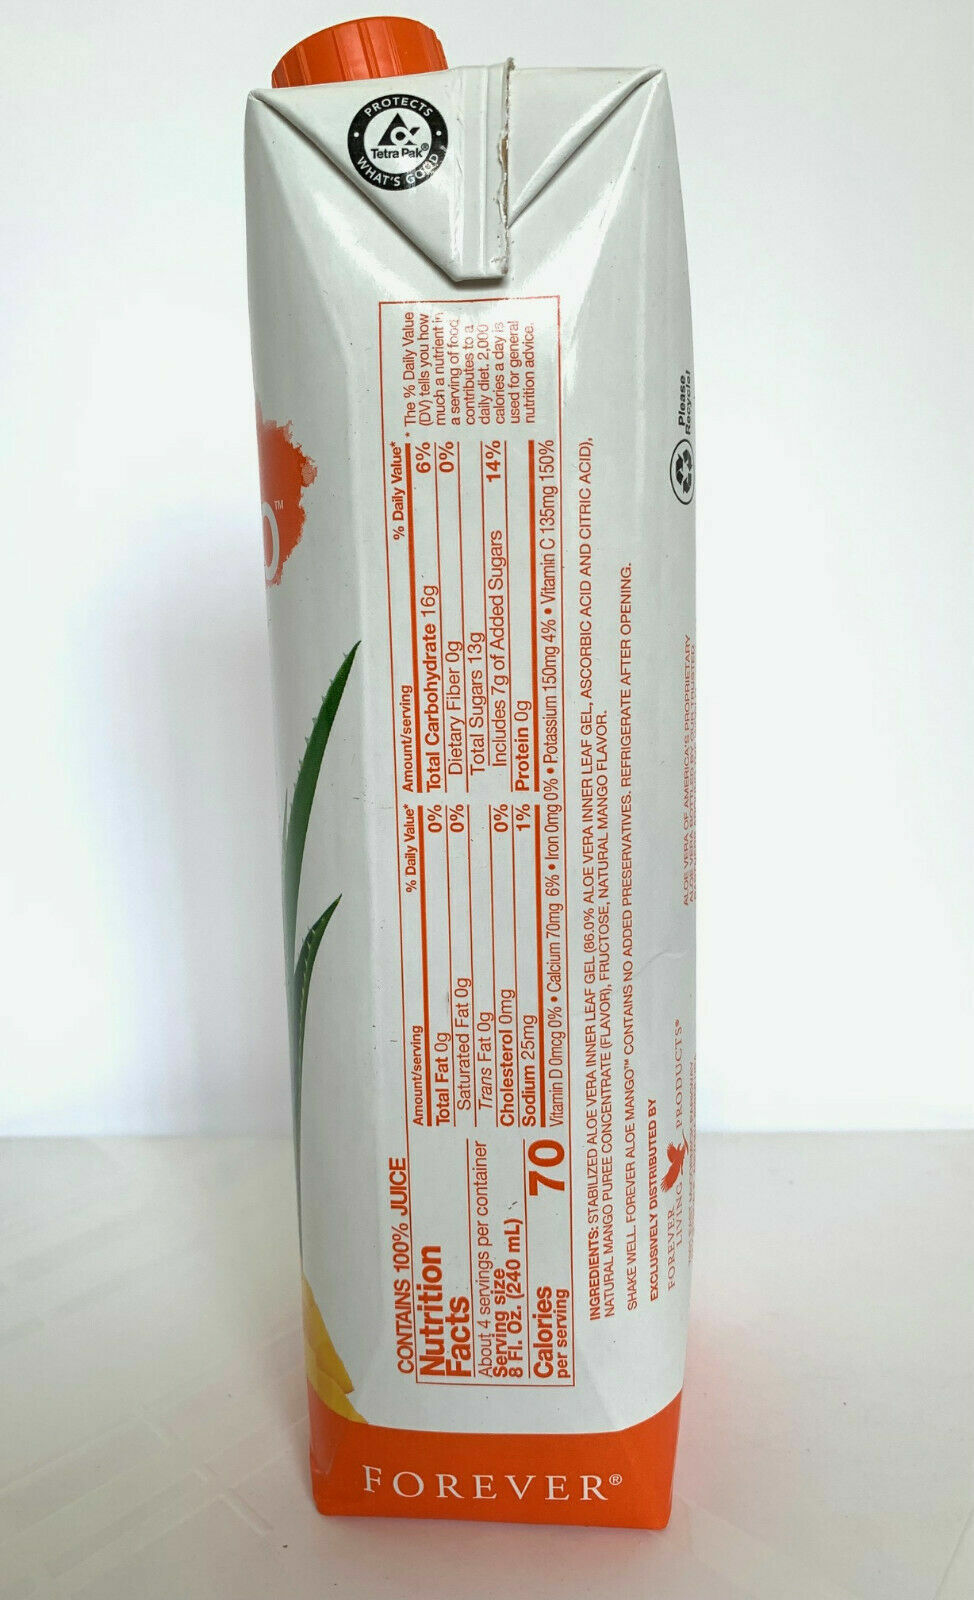 PROTECTS
Tetra Pak®
WHAT'S GOOD
™
CONTAINS 100% JUICE
Nutrition
Facts
About 4 servings per container
Serving size
8 Fl. Oz. (240 mL)
Calories
per serving
70
Amount/serving % Daily Value*
Total Fat 0g 0%
Saturated Fat 0g 0%
Trans Fat 0g
Cholesterol 0mg 0%
Sodium 25mg 1%
Amount/serving % Daily Value*
Total Carbohydrate 16g 6%
Dietary Fiber 0g 0%
Total Sugars 13g
Includes 7g of Added Sugars 14%
Protein 0g
Vitamin D 0mcg 0% • Calcium 70mg 6% • Iron 0mg 0% • Potassium 150mg 4% • Vitamin C 135mg 150%
* The % Daily Value
(DV) tells you how
much a nutrient in
a serving of food
contributes to a
daily diet. 2,000
calories a day is
used for general
nutrition advice.
INGREDIENTS: STABILIZED ALOE VERA INNER LEAF GEL (86.0% ALOE VERA INNER LEAF GEL, ASCORBIC ACID AND CITRIC ACID),
NATURAL MANGO PUREE CONCENTRATE (FLAVOR), FRUCTOSE, NATURAL MANGO FLAVOR.
SHAKE WELL. FOREVER ALOE MANGO™ CONTAINS NO ADDED PRESERVATIVES. REFRIGERATE AFTER OPENING.
EXCLUSIVELY DISTRIBUTED BY
FOREVER
LIVING PRODUCTS®
ALOE VERA OF AMERICA'S PROPRIETARY
Please
Recycle!
FOREVER®